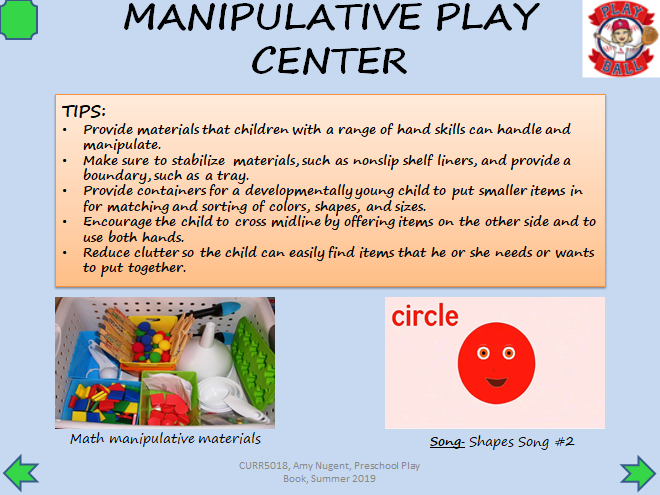 MANIPULATIVE PLAY
CENTER
PLAY
BALL
TIPS:
• Provide materials that children with a range of hand skills can handle and
manipulate.
• Make sure to stabilize materials, such as nonslip shelf liners, and provide a
boundary, such as a tray.
• Provide containers for a developmentally young child to put smaller items in
for matching and sorting of colors, shapes, and sizes.
• Encourage the child to cross midline by offering items on the other side and to
use both hands.
• Reduce clutter so the child can easily find items that he or she needs or wants
to put together.
circle
Math manipulative materials
Song- Shapes Song #2
CURR5018, Amy Nugent, Preschool Play
Book, Summer 2019